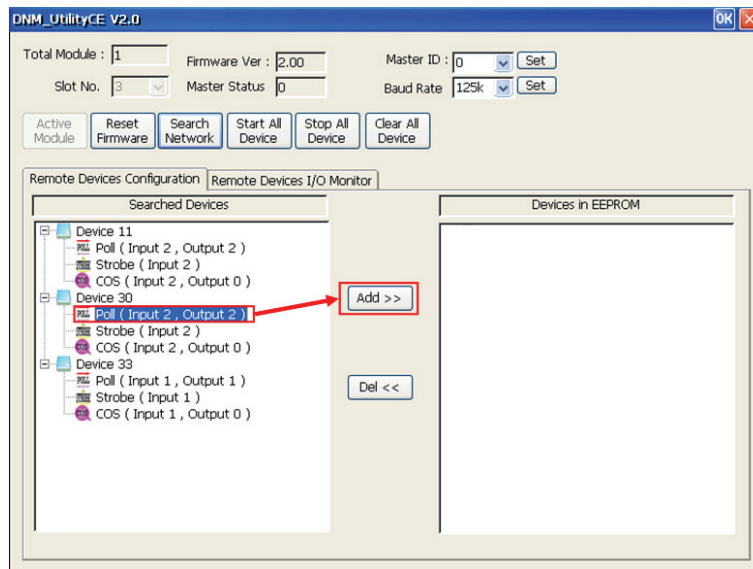 DNM_UtilityCE V2.0 OK
Total Module : 1 Firmware Ver : 2.00 Master ID : 0 Set
Slot No. 3 Master Status 0 Baud Rate 125k Set
Active Module Reset Firmware Search Network Start All Device Stop All Device Clear All Device
Remote Devices Configuration Remote Devices I/O Monitor
Searched Devices Devices in EEPROM
Device 11
Poll ( Input 2 , Output 2 )
Strobe ( Input 2 )
COS ( Input 2 , Output 0 )
Device 30
Poll ( Input 2 , Output 2 )
Add >>
Strobe ( Input 2 )
COS ( Input 2 , Output 0 )
Device 33
Poll ( Input 1 , Output 1 )
Del <<
Strobe ( Input 1 )
COS ( Input 1 , Output 0 )